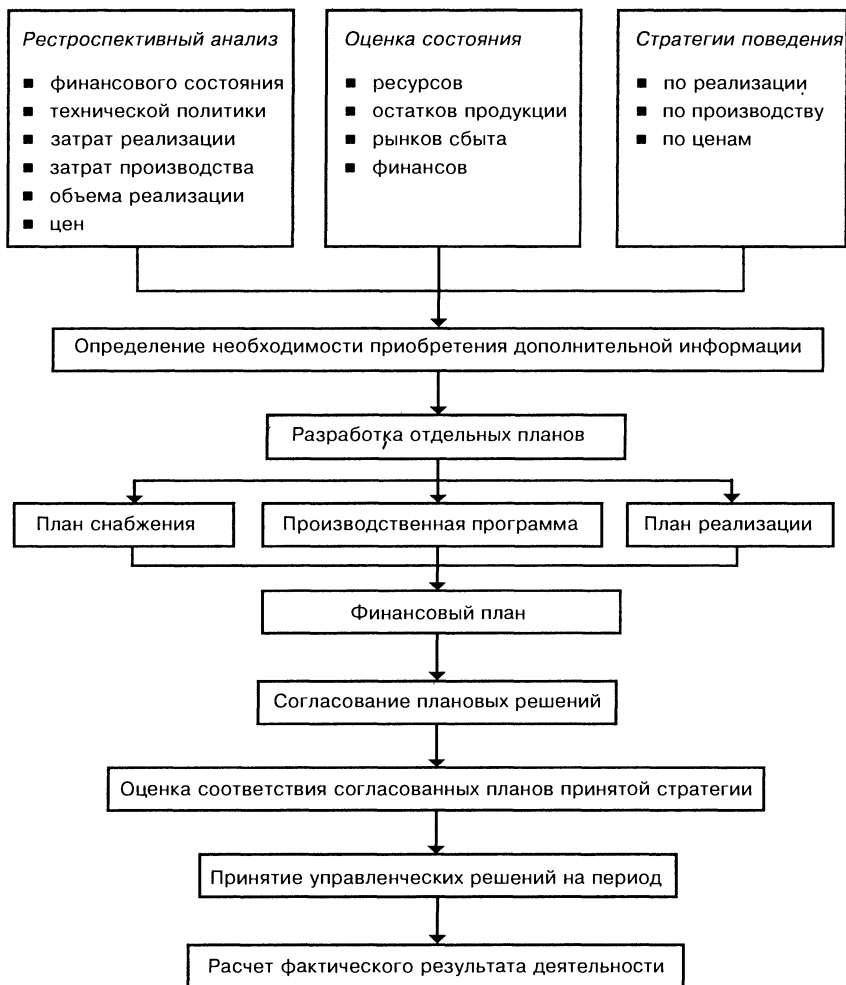 Рестроспективный анализ
■ финансового состояния
■ технической политики
■ затрат реализации
■ затрат производства
■ объема реализации
■ цен
Оценка состояния
■ ресурсов
■ остатков продукции
■ рынков сбыта
■ финансов
Стратегии поведения
■ по реализации
■ по производству
■ по ценам
Определение необходимости приобретения дополнительной информации
Разработка отдельных планов
План снабжения
Производственная программа
План реализации
Финансовый план
Согласование плановых решений
Оценка соответствия согласованных планов принятой стратегии
Принятие управленческих решений на период
Расчет фактического результата деятельности